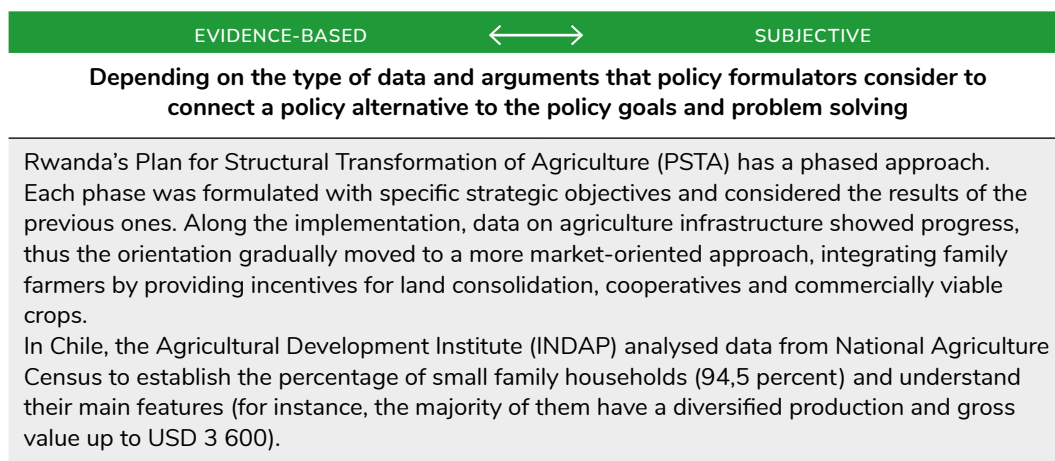 EVIDENCE-BASED ⟷ SUBJECTIVE
Depending on the type of data and arguments that policy formulators consider to
connect a policy alternative to the policy goals and problem solving
Rwanda’s Plan for Structural Transformation of Agriculture (PSTA) has a phased approach.
Each phase was formulated with specific strategic objectives and considered the results of the
previous ones. Along the implementation, data on agriculture infrastructure showed progress,
thus the orientation gradually moved to a more market-oriented approach, integrating family
farmers by providing incentives for land consolidation, cooperatives and commercially viable
crops.
In Chile, the Agricultural Development Institute (INDAP) analysed data from National Agriculture
Census to establish the percentage of small family households (94,5 percent) and understand
their main features (for instance, the majority of them have a diversified production and gross
value up to USD 3 600).